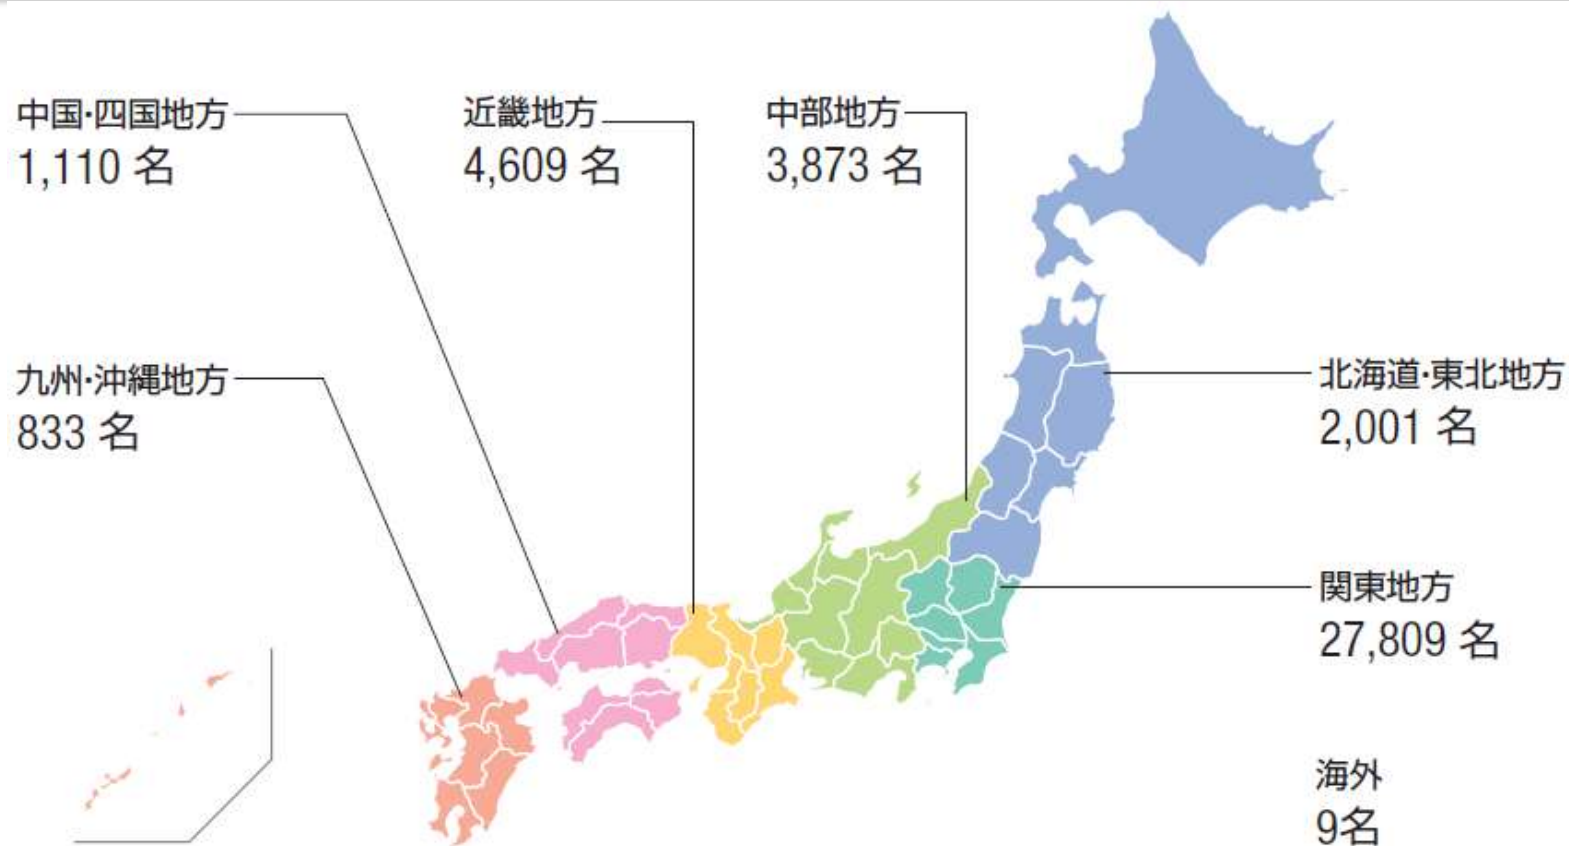 中国・四国地方
1,110 名
近畿地方
4,609 名
中部地方
3,873 名
九州・沖縄地方
833 名
北海道・東北地方
2,001 名
関東地方
27,809 名
海外
9名